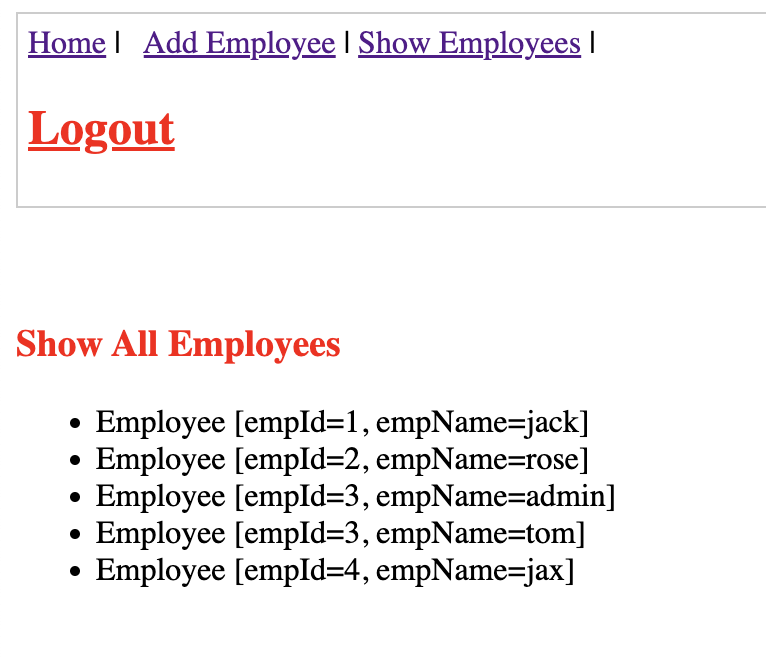 Home | Add Employee | Show Employees |
Logout
Show All Employees
• Employee [empId=1, empName=jack]
• Employee [empId=2, empName=rose]
• Employee [empId=3, empName=admin]
• Employee [empId=3, empName=tom]
• Employee [empId=4, empName=jax]